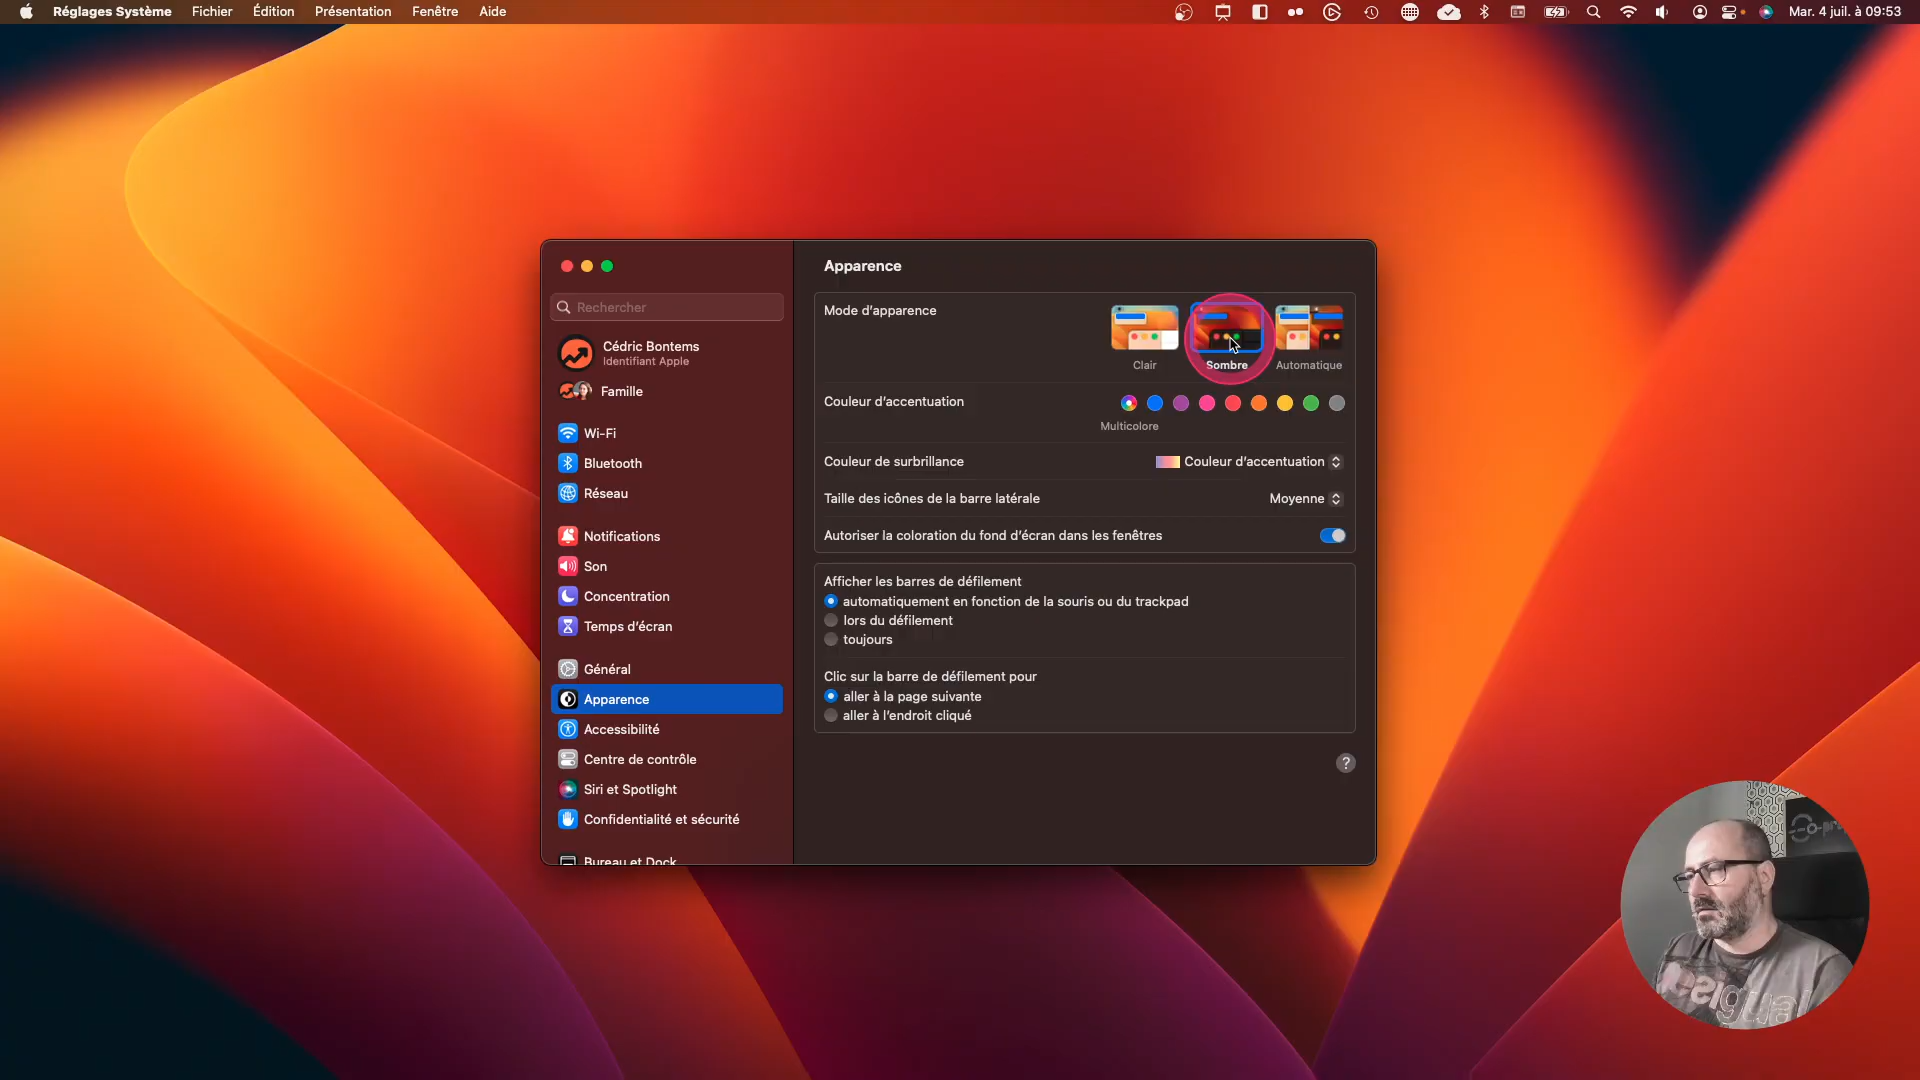 Réglages Système Fichier Édition Présentation Fenêtre Aide Mar. 4 juil. à 09:53
Apparence
Rechercher
Cédric Bontems
Identifiant Apple
Famille
Wi-Fi
Bluetooth
Réseau
Notifications
Son
Concentration
Temps d’écran
Général
Apparence
Accessibilité
Centre de contrôle
Siri et Spotlight
Confidentialité et sécurité
Bureau et Dock
Mode d’apparence
Clair Sombre Automatique
Couleur d’accentuation
Multicolore
Couleur de surbrillance Couleur d’accentuation
Taille des icônes de la barre latérale Moyenne
Autoriser la coloration du fond d’écran dans les fenêtres
Afficher les barres de défilement
automatiquement en fonction de la souris ou du trackpad
lors du défilement
toujours
Clic sur la barre de défilement pour
aller à la page suivante
aller à l’endroit cliqué
?